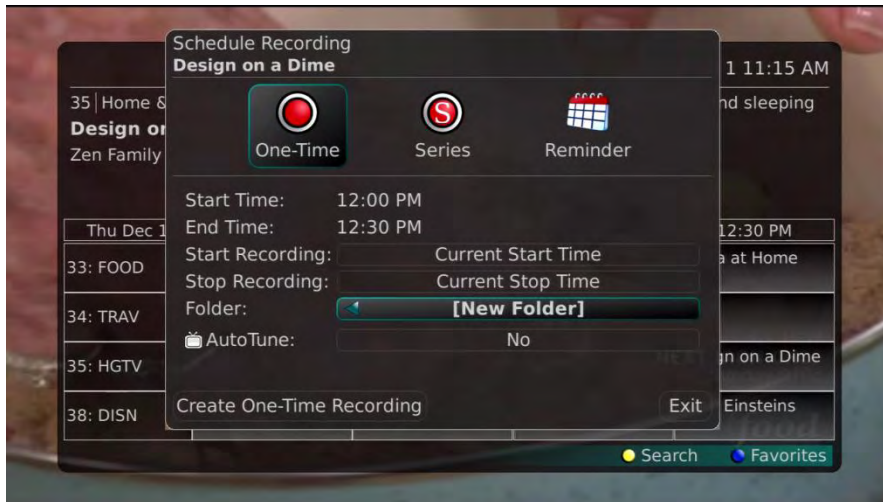 Schedule Recording
Design on a Dime
1 11:15 AM
35 | Home &
nd sleeping
Design or
Zen Family
One-Time
Series
Reminder
Start Time: 12:00 PM
End Time: 12:30 PM
Start Recording: Current Start Time
Stop Recording: Current Stop Time
Folder: [New Folder]
AutoTune: No
Create One-Time Recording
Exit
Thu Dec 1
12:30 PM
33: FOOD
a at Home
34: TRAV
35: HGTV
gn on a Dime
38: DISN
Einsteins
food
Search
Favorites